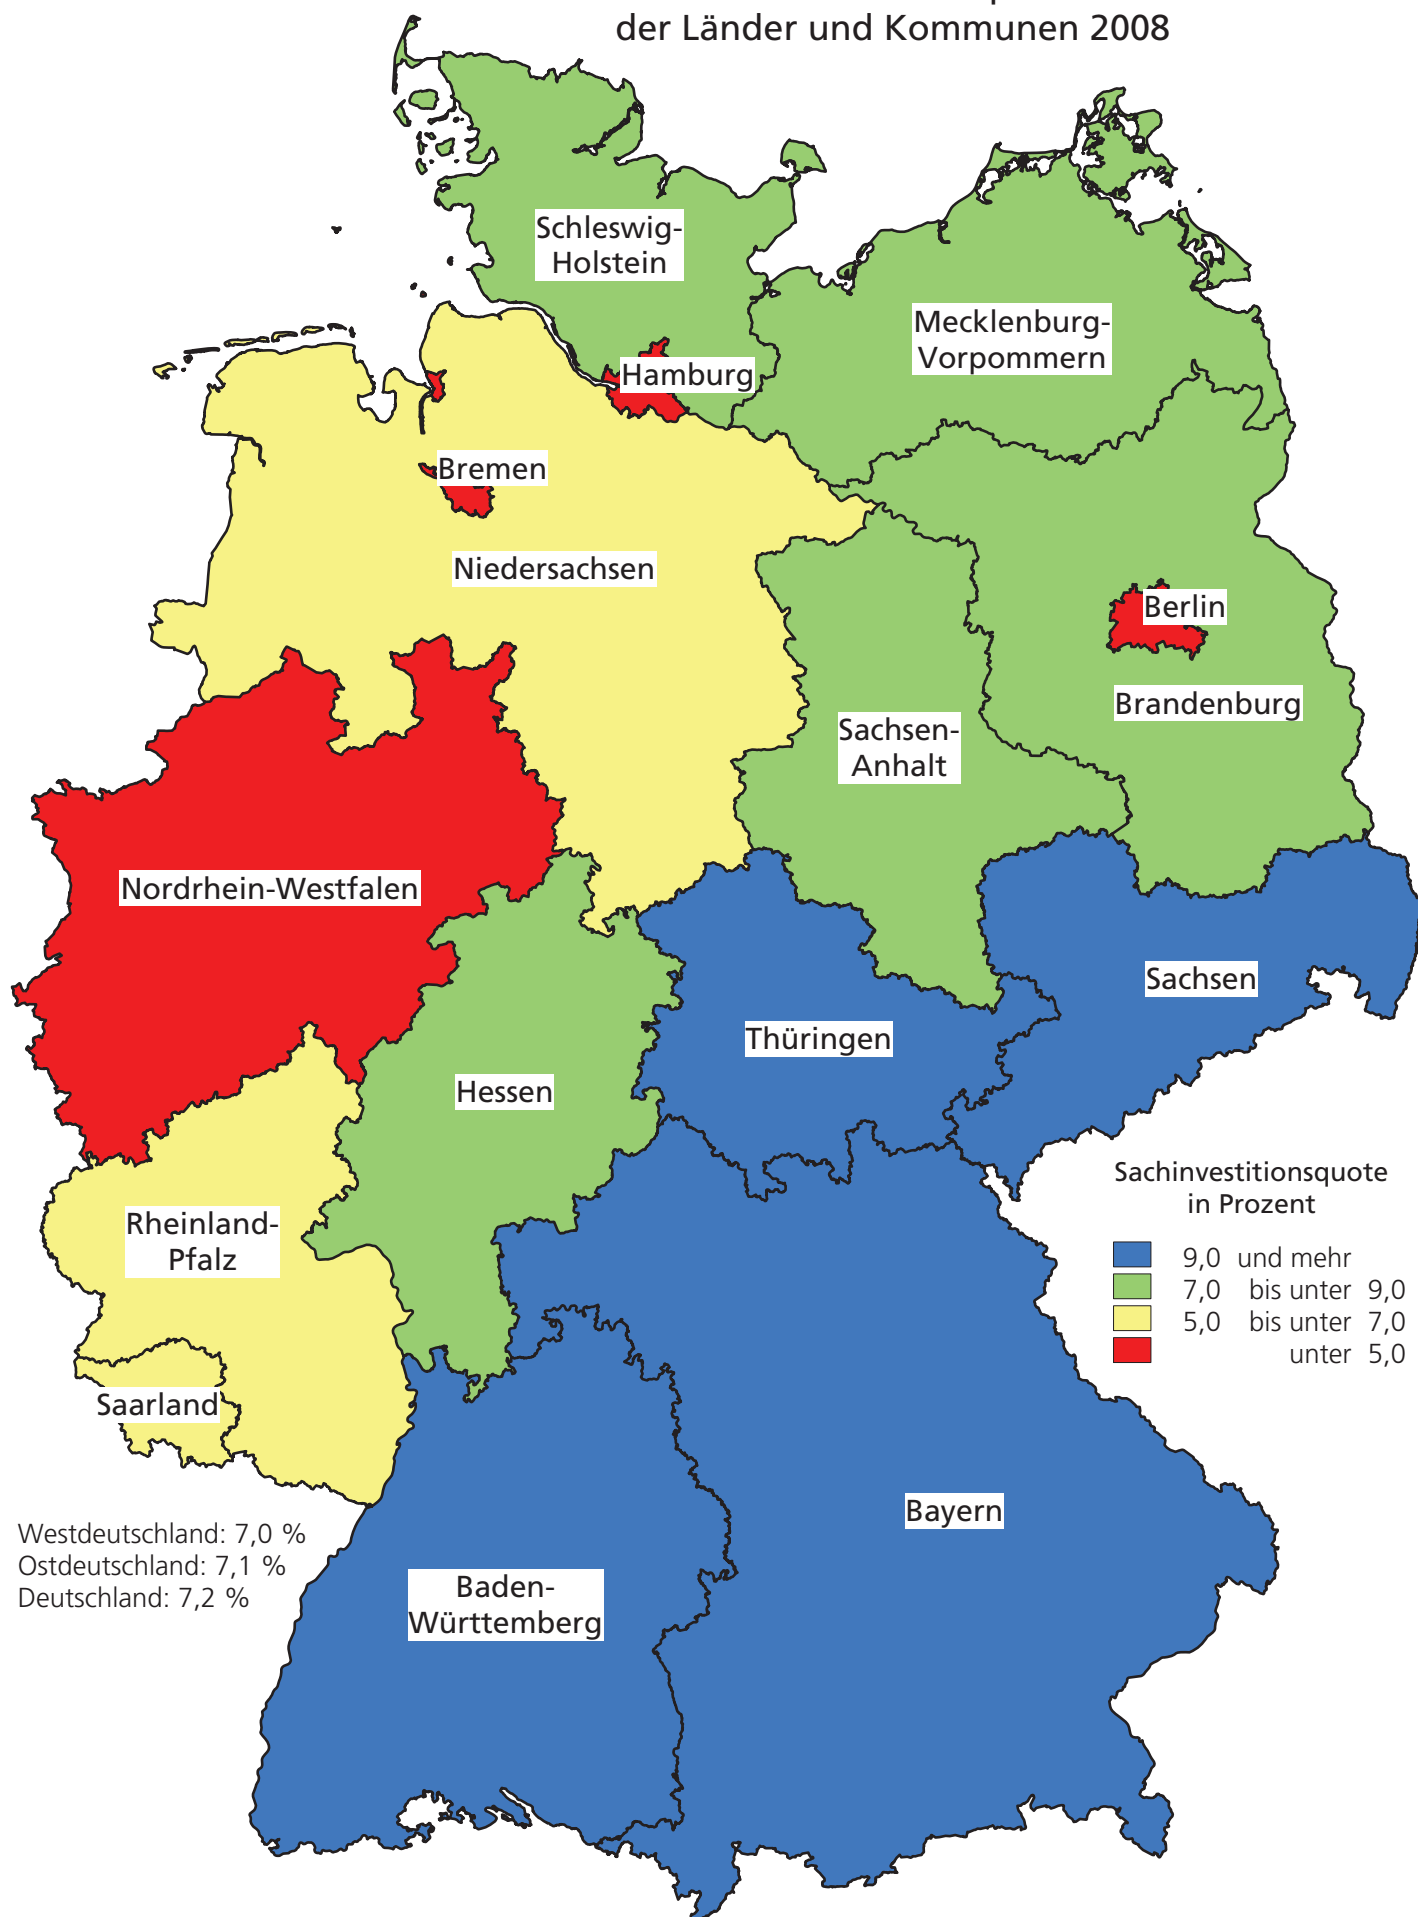 der Länder und Kommunen 2008
Schleswig-
Holstein
Mecklenburg-
Vorpommern
Hamburg
Bremen
Niedersachsen
Berlin
Brandenburg
Sachsen-
Anhalt
Nordrhein-Westfalen
Sachsen
Thüringen
Hessen
Rheinland-
Pfalz
Saarland
Sachinvestitionsquote
in Prozent
9,0 und mehr
7,0 bis unter 9,0
5,0 bis unter 7,0
unter 5,0
Bayern
Westdeutschland: 7,0 %
Ostdeutschland: 7,1 %
Deutschland: 7,2 %
Baden-
Württemberg